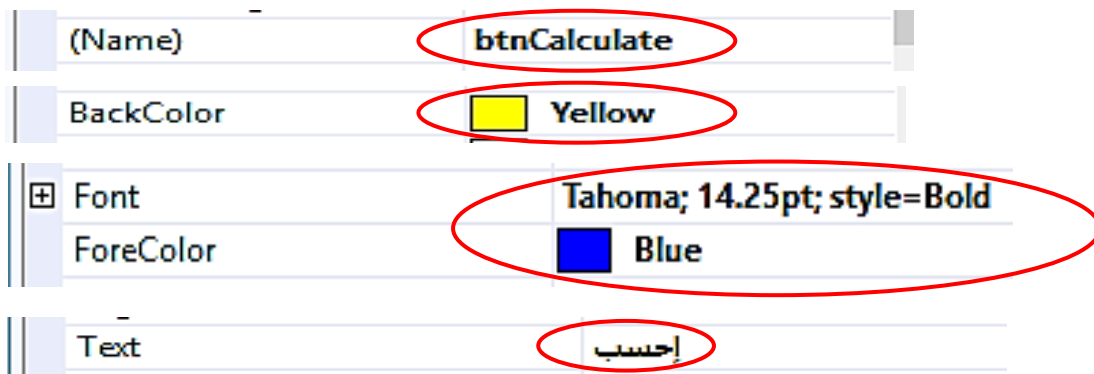 (Name) btnCalculate
BackColor Yellow
Font Tahoma; 14.25pt; style=Bold
ForeColor Blue
Text إحسب